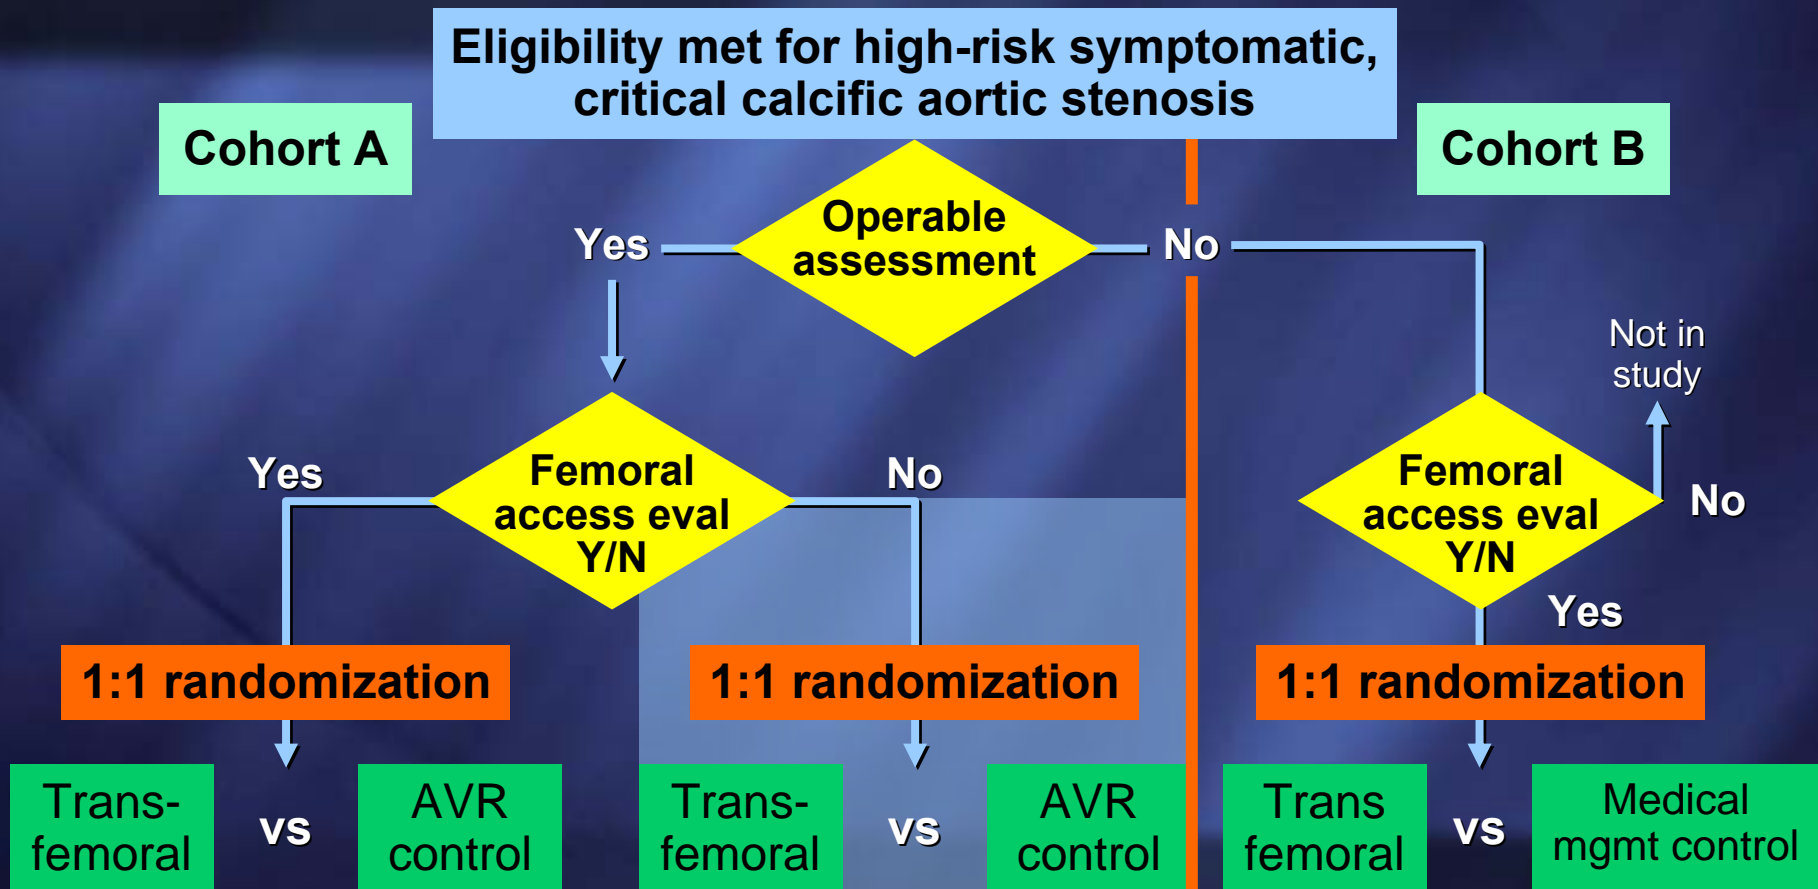 Eligibility met for high-risk symptomatic,
critical calcific aortic stenosis
Cohort A
Cohort B
Operable
assessment
Yes
No
Not in
study
Yes
Femoral
access eval
Y/N
No
Femoral
access eval
Y/N
No
Yes
1:1 randomization
1:1 randomization
1:1 randomization
Trans-
femoral
vs
AVR
control
Trans-
femoral
vs
AVR
control
Trans
femoral
vs
Medical
mgmt control